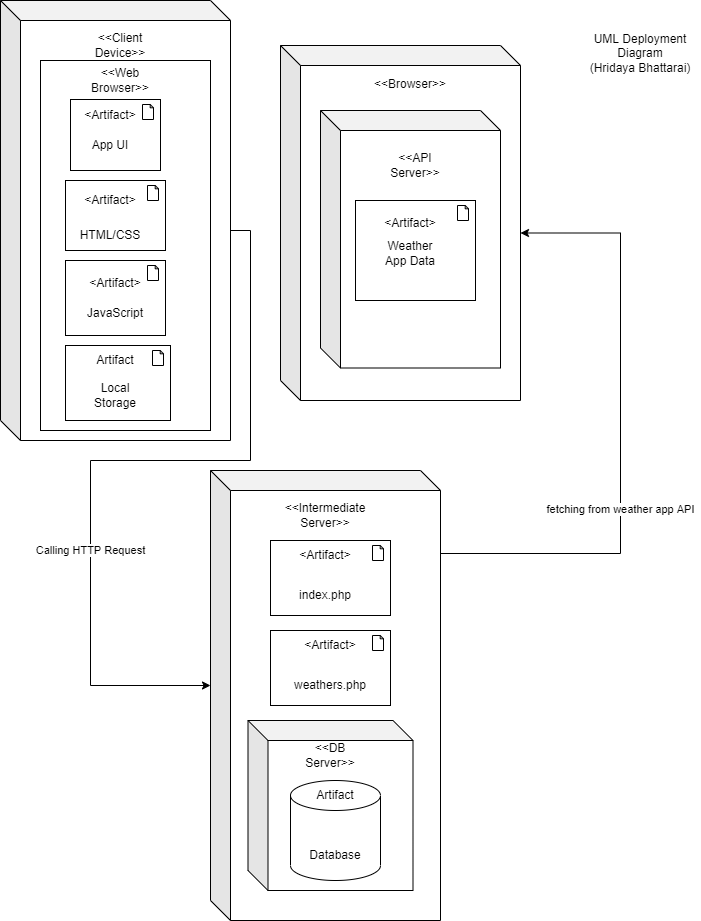 <<Client
Device>>
<<Web
Browser>>
<Artifact>
App UI
<Artifact>
HTML/CSS
<Artifact>
JavaScript
Artifact
Local
Storage
<<Browser>>
<<API
Server>>
<Artifact>
Weather
App Data
UML Deployment
Diagram
(Hridaya Bhattarai)
Calling HTTP Request
fetching from weather app API
<<Intermediate
Server>>
<Artifact>
index.php
<Artifact>
weathers.php
<<DB
Server>>
Artifact
Database